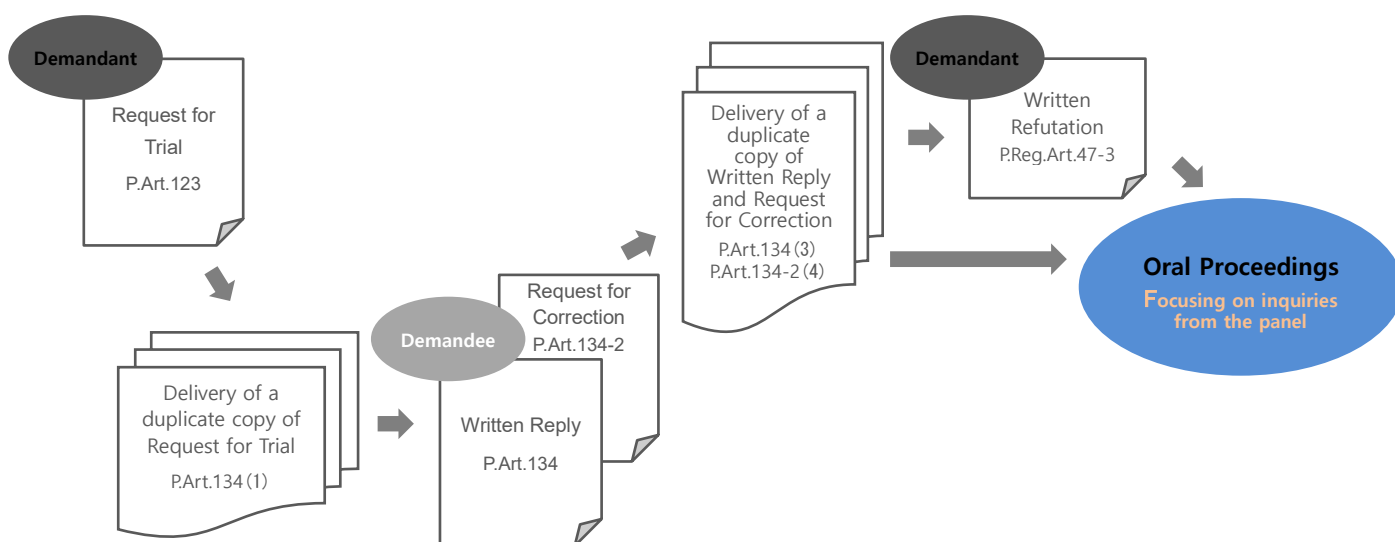 Demandant
Request for
Trial
P.Art.123
Delivery of a
duplicate copy of
Request for Trial
P.Art.134(1)
Demandee
Request for
Correction
P.Art.134-2
Written Reply
P.Art.134
Delivery of a
duplicate
copy of
Written Reply
and Request
for Correction
P.Art.134(3)
P.Art.134-2(4)
Demandant
Written
Refutation
P.Reg.Art.47-3
Oral Proceedings
Focusing on inquiries
from the panel